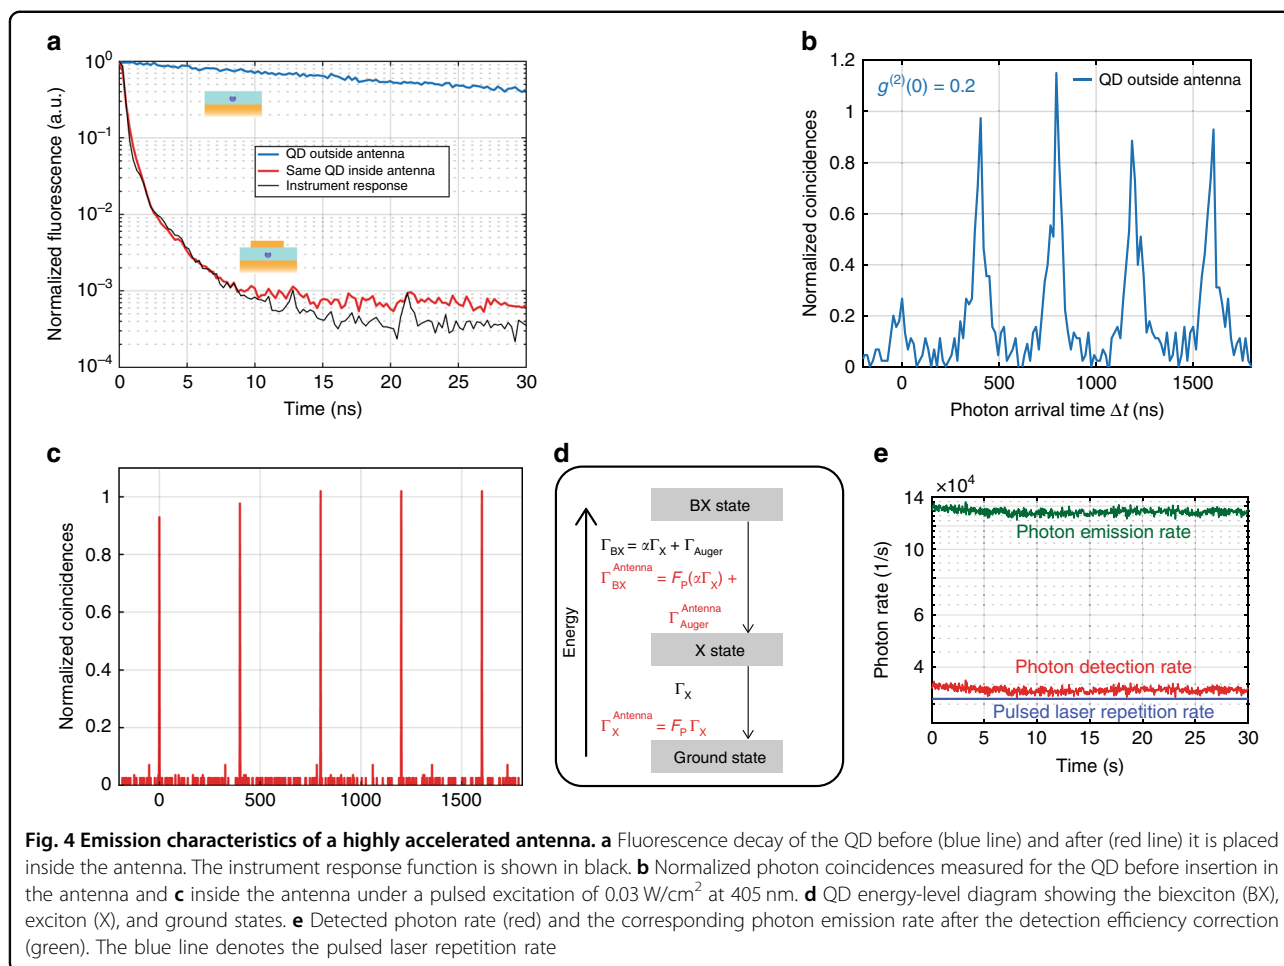 a
Normalized fluorescence (a.u.)
10^0
10^−1
10^−2
10^−3
10^−4
QD outside antenna
Same QD inside antenna
Instrument response
0 5 10 15 20 25 30
Time (ns)
b
Normalized coincidences
1.2
1
0.8
0.6
0.4
0.2
0
g^(2)(0) = 0.2
QD outside antenna
0 500 1000 1500
Photon arrival time Δt (ns)
c
Normalized coincidences
1
0.8
0.6
0.4
0.2
0
0 500 1000 1500
d
Energy
BX state
Γ_BX = αΓ_X + Γ_Auger
Γ_BX^Antenna = F_P(αΓ_X) +
Γ_Auger^Antenna
X state
Γ_X
Γ_X^Antenna = F_P Γ_X
Ground state
e
×10^4
Photon rate (1/s)
14
10
6
4
Photon emission rate
Photon detection rate
Pulsed laser repetition rate
0 5 10 15 20 25 30
Time (s)
Fig. 4 Emission characteristics of a highly accelerated antenna. a Fluorescence decay of the QD before (blue line) and after (red line) it is placed
inside the antenna. The instrument response function is shown in black. b Normalized photon coincidences measured for the QD before insertion in
the antenna and c inside the antenna under a pulsed excitation of 0.03 W/cm² at 405 nm. d QD energy-level diagram showing the biexciton (BX),
exciton (X), and ground states. e Detected photon rate (red) and the corresponding photon emission rate after the detection efficiency correction
(green). The blue line denotes the pulsed laser repetition rate